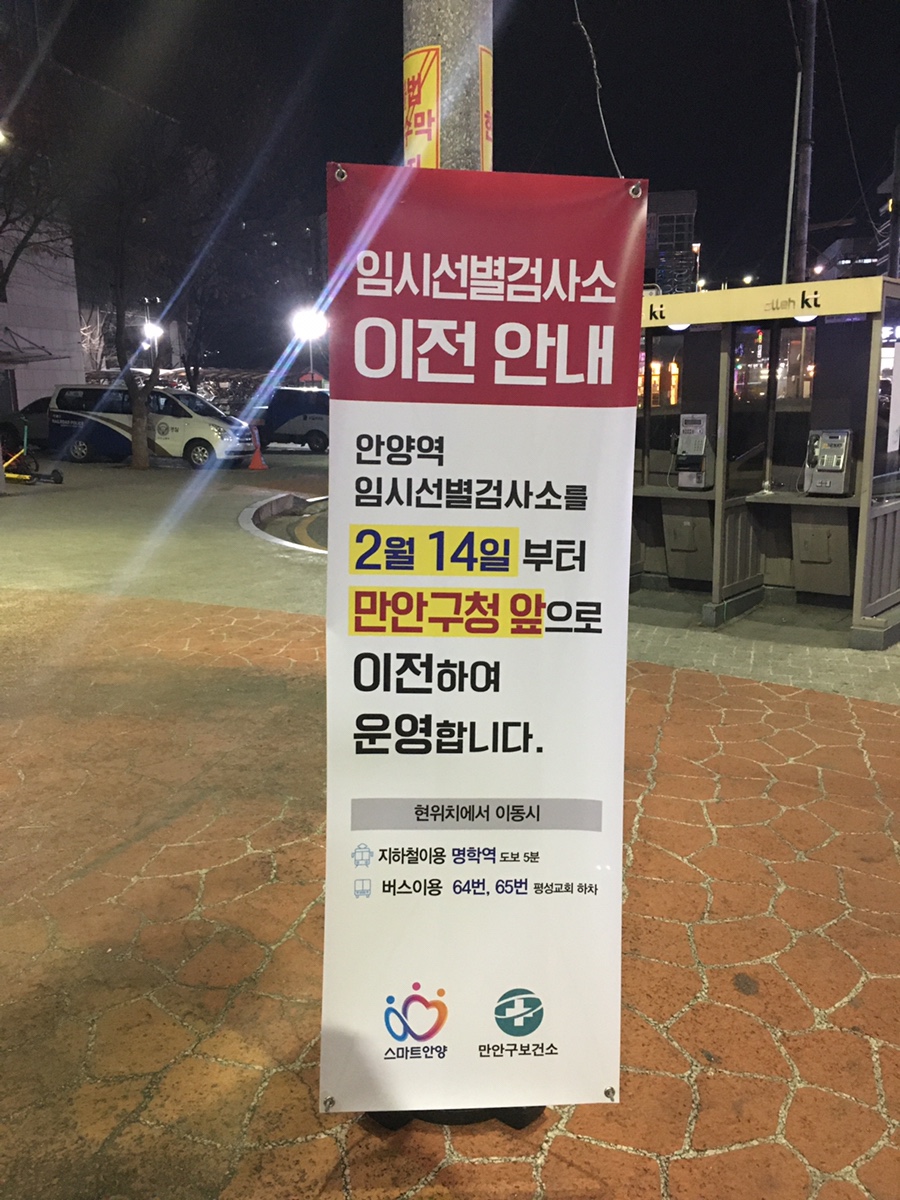 임시선별검사소
이전 안내
안양역
임시선별검사소를
2월 14일 부터
만안구청 앞으로
이전하여
운영합니다.
현위치에서 이동시
지하철이용 명학역 도보 5분
버스이용 64번, 65번 평성교회 하차
스마트안양
만안구보건소
ki
olleh ki